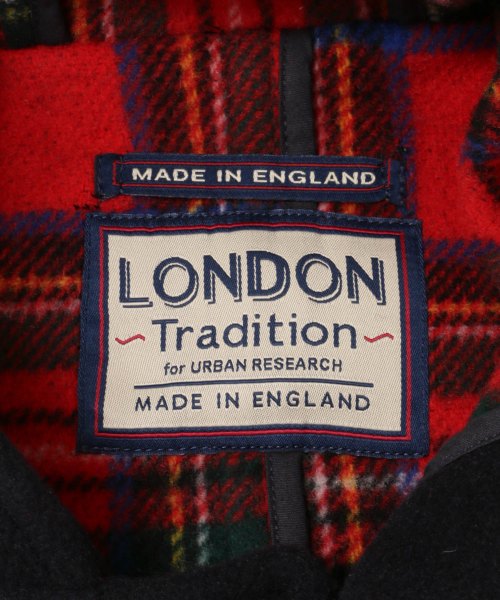 MADE IN ENGLAND
LONDON
Tradition
for URBAN RESEARCH
MADE IN ENGLAND